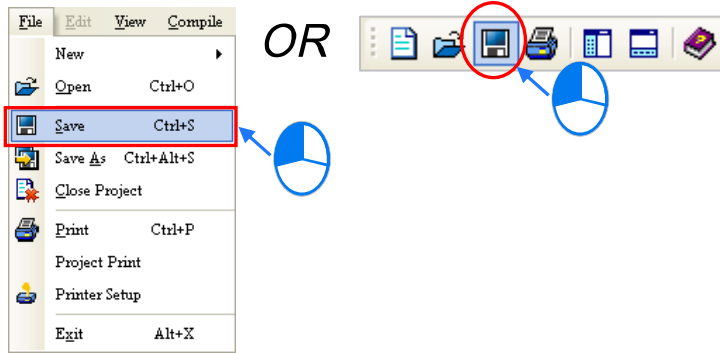 File Edit View Compile
New
Open Ctrl+O
Save Ctrl+S
Save As Ctrl+Alt+S
Close Project
Print Ctrl+P
Project Print
Printer Setup
Exit Alt+X
OR